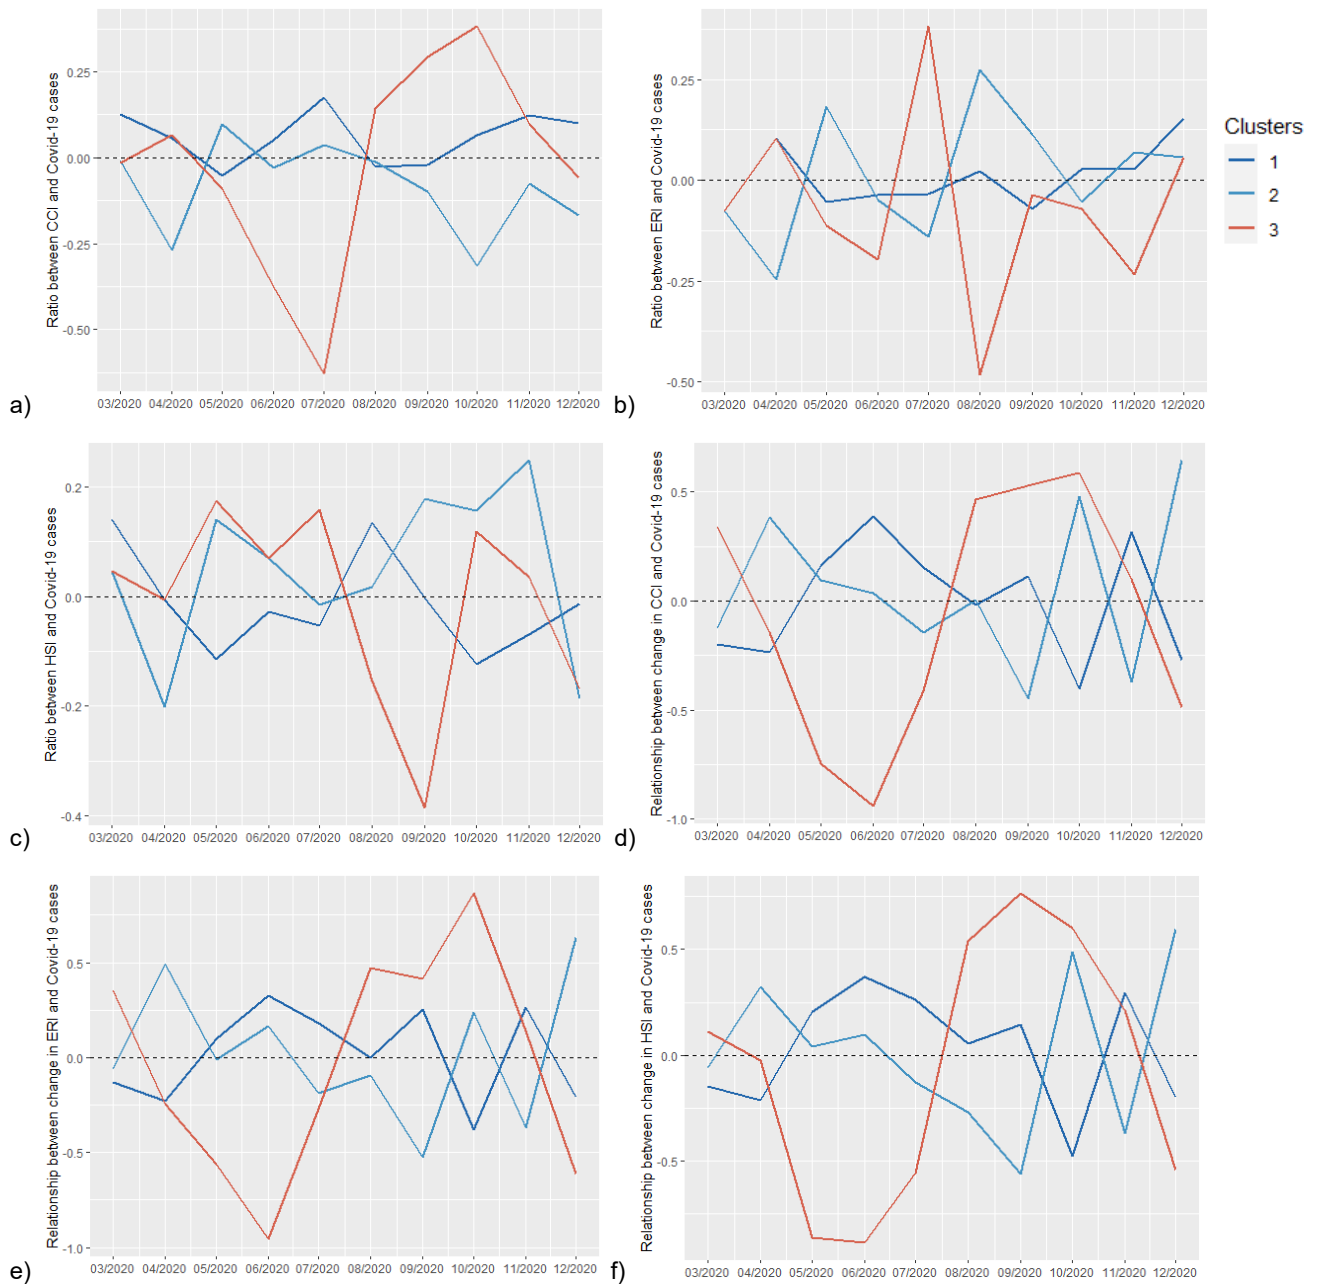 Ratio between CCI and Covid-19 cases
0.25
0.00
-0.25
-0.50
03/2020 04/2020 05/2020 06/2020 07/2020 08/2020 09/2020 10/2020 11/2020 12/2020
a)
Ratio between ERI and Covid-19 cases
0.25
0.00
-0.25
-0.50
03/2020 04/2020 05/2020 06/2020 07/2020 08/2020 09/2020 10/2020 11/2020 12/2020
b)
Clusters
1
2
3
Ratio between HSI and Covid-19 cases
0.2
0.0
-0.2
-0.4
03/2020 04/2020 05/2020 06/2020 07/2020 08/2020 09/2020 10/2020 11/2020 12/2020
c)
Relationship between change in CCI and Covid-19 cases
0.5
0.0
-0.5
-1.0
03/2020 04/2020 05/2020 06/2020 07/2020 08/2020 09/2020 10/2020 11/2020 12/2020
d)
Relationship between change in ERI and Covid-19 cases
0.5
0.0
-0.5
-1.0
03/2020 04/2020 05/2020 06/2020 07/2020 08/2020 09/2020 10/2020 11/2020 12/2020
e)
Relationship between change in HSI and Covid-19 cases
0.5
0.0
-0.5
03/2020 04/2020 05/2020 06/2020 07/2020 08/2020 09/2020 10/2020 11/2020 12/2020
f)